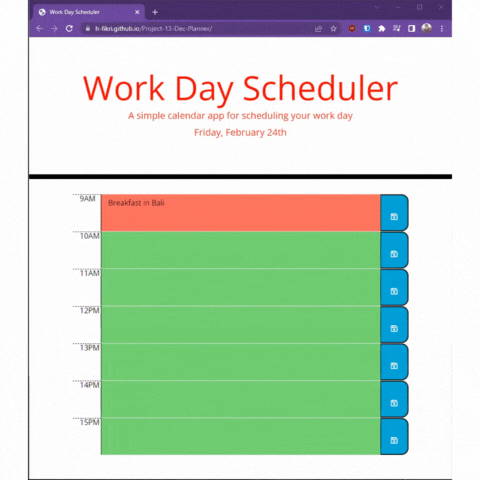 Work Day Scheduler
h-fikri.github.io/Project-13-Dec-Planner/
Work Day Scheduler
A simple calendar app for scheduling your work day
Friday, February 24th
9AM Breakfast in Bali
10AM
11AM
12PM
13PM
14PM
15PM